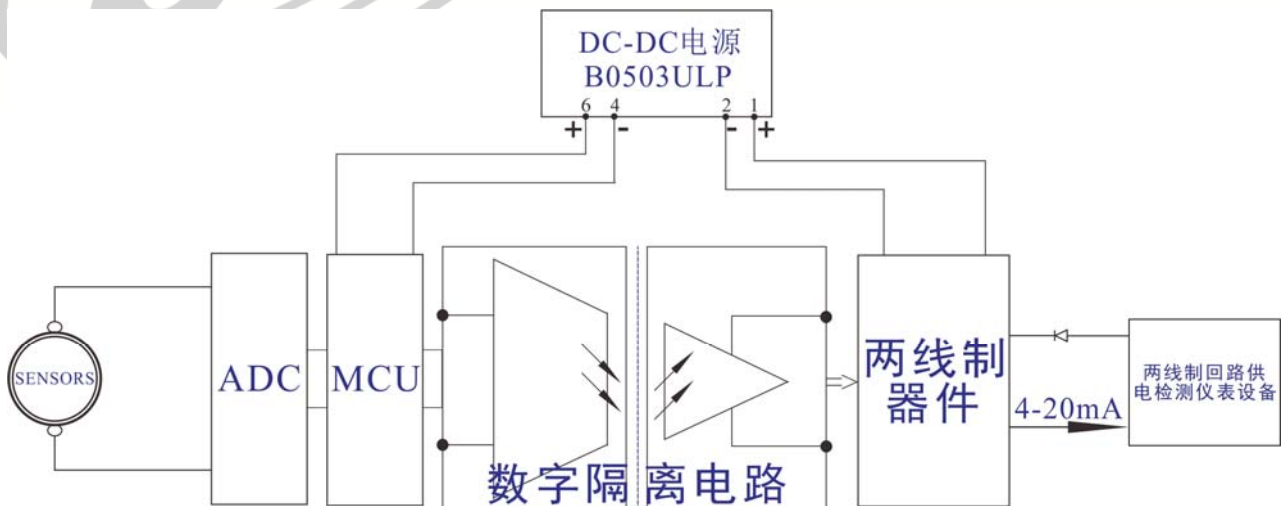 DC-DC电源
B0503ULP
6 4 2 1
+ - - +
SENSORS
ADC
MCU
数字隔离电路
两线制
器件
4-20mA
两线制回路供
电检测仪表设备